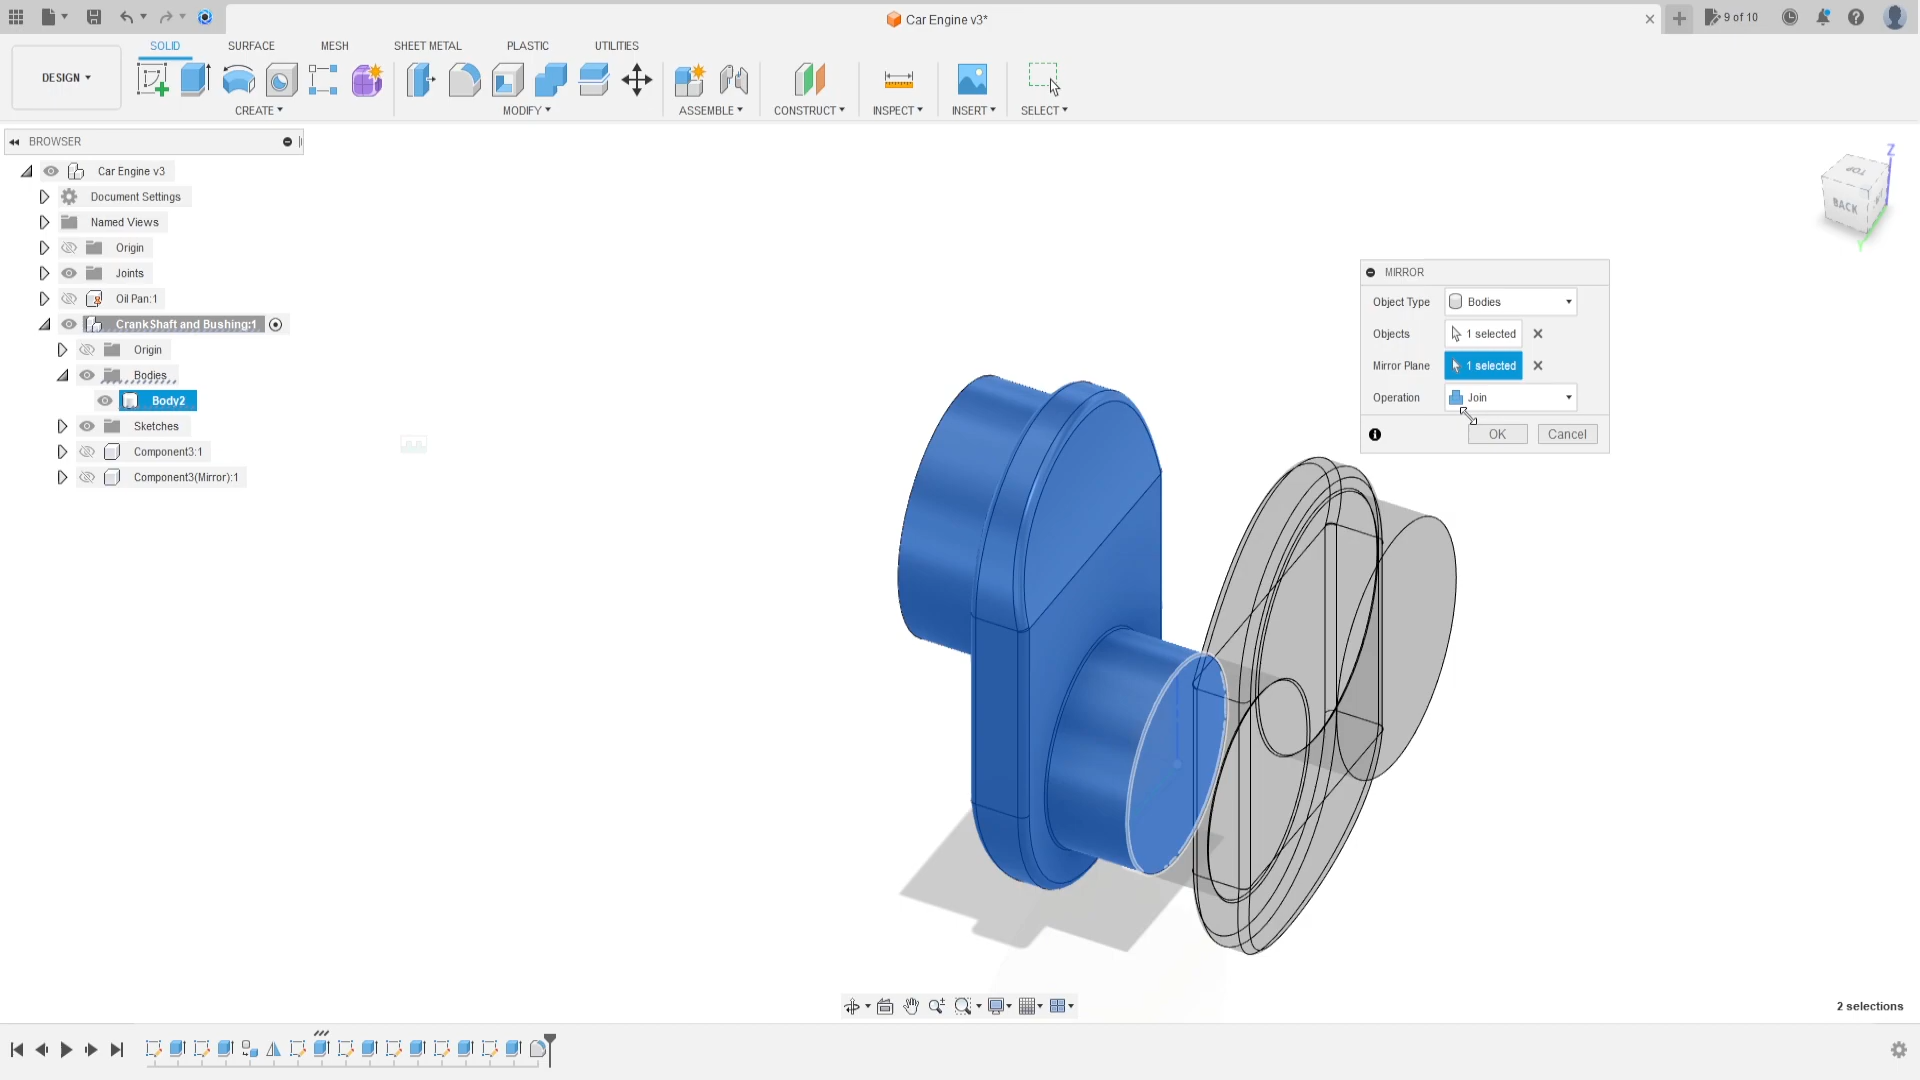 Car Engine v3*
9 of 10
DESIGN
SOLID
SURFACE
MESH
SHEET METAL
PLASTIC
UTILITIES
CREATE
MODIFY
ASSEMBLE
CONSTRUCT
INSPECT
INSERT
SELECT
BROWSER
Car Engine v3
Document Settings
Named Views
Origin
Joints
Oil Pan:1
CrankShaft and Bushing:1
Origin
Bodies
Body2
Sketches
Component3:1
Component3(Mirror):1
Z
TOP
BACK
Y
MIRROR
Object Type
Bodies
Objects
1 selected
Mirror Plane
1 selected
Operation
Join
OK
Cancel
2 selections